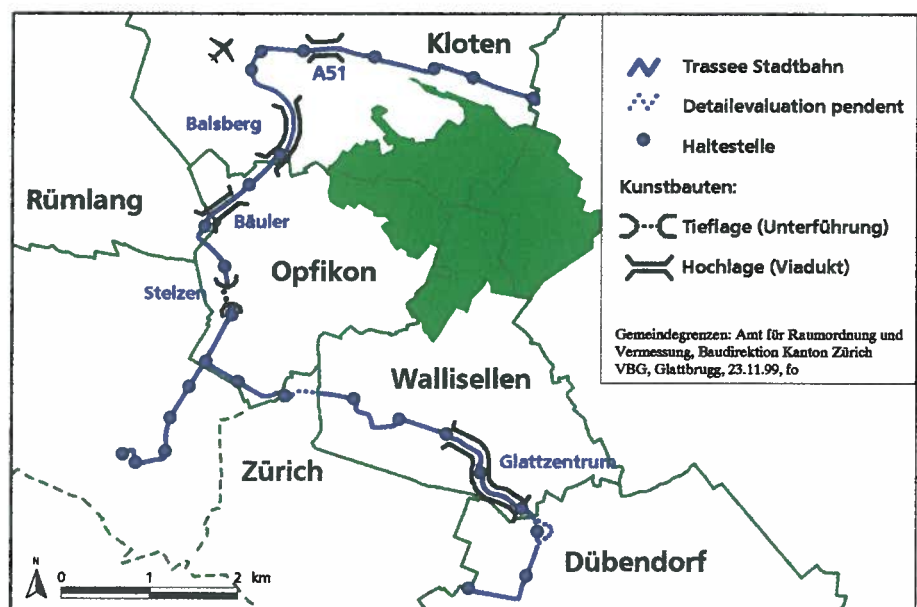 Kloten
A51
Balsberg
Rümlang
Bäuler
Opfikon
Stelzen
Wallisellen
Glattzentrum
Zürich
Dübendorf
N
0 1 2 km
Trassee Stadtbahn
Detailevaluation pendent
Haltestelle
Kunstbauten:
Tieflage (Unterführung)
Hochlage (Viadukt)
Gemeindegrenzen: Amt für Raumordnung und
Vermessung, Baudirektion Kanton Zürich
VBG, Glattbrugg, 23.11.99, fo